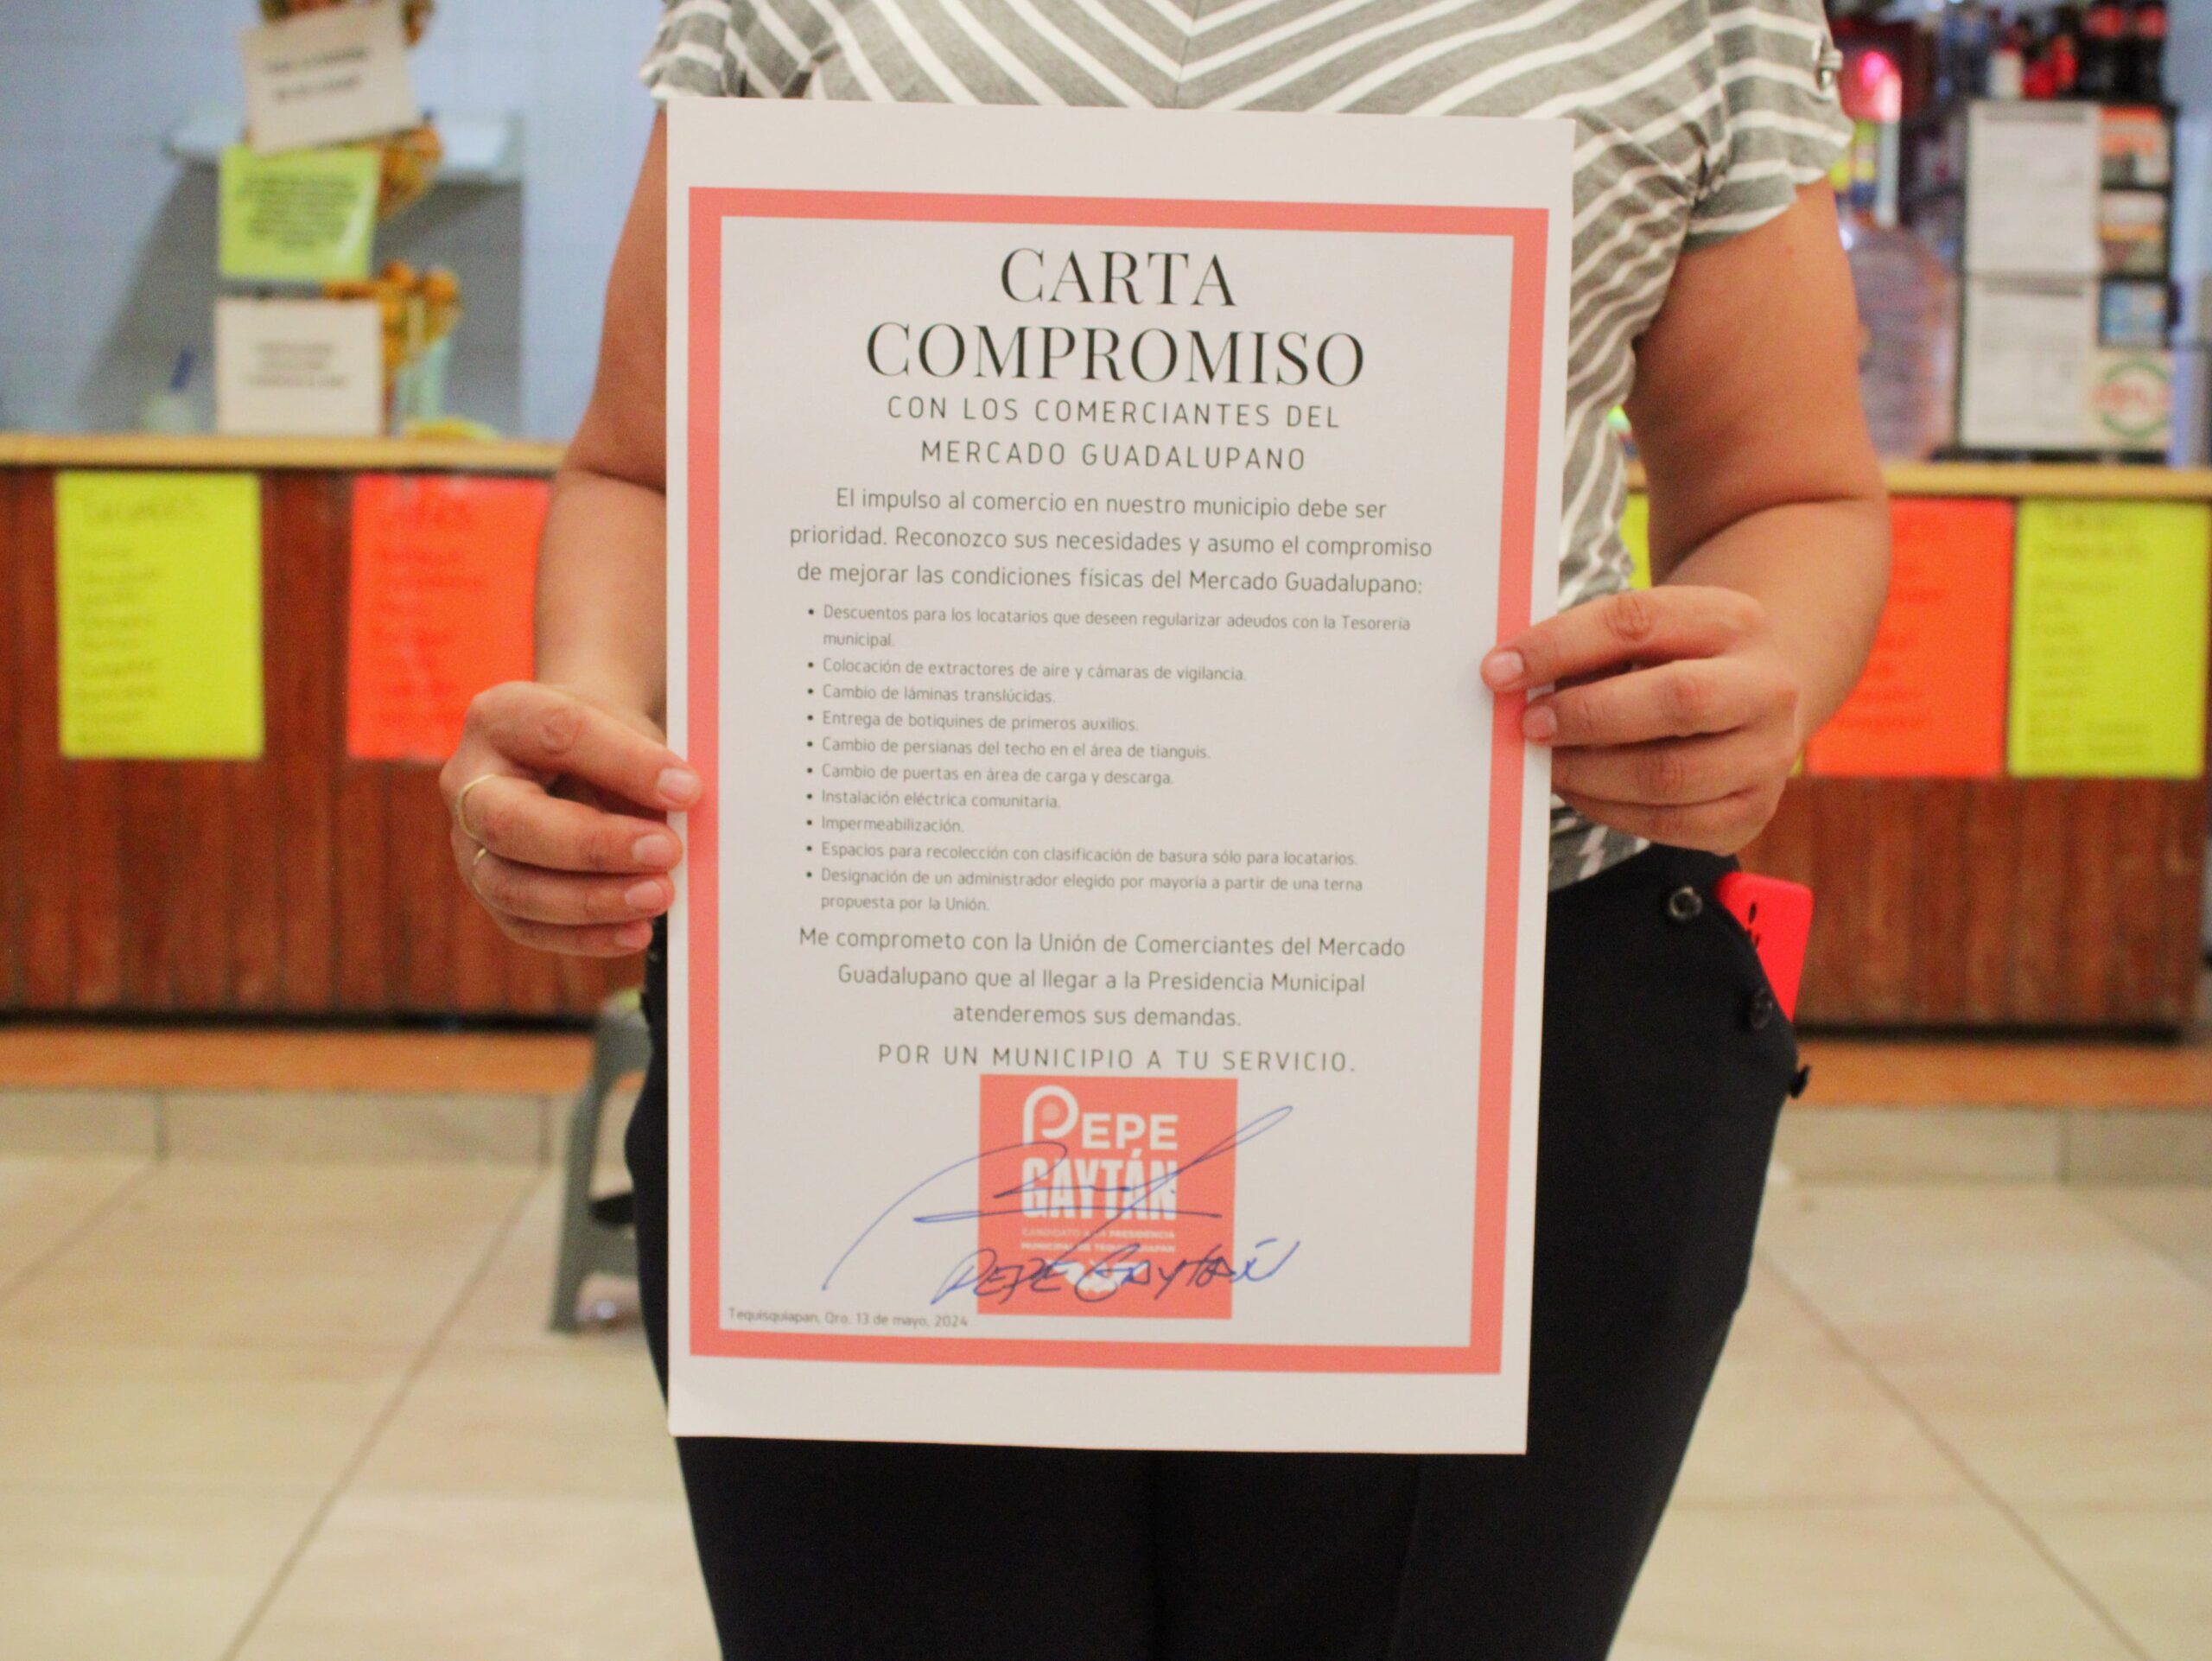 CARTA
COMPROMISO
CON LOS COMERCIANTES DEL
MERCADO GUADALUPANO
El impulso al comercio en nuestro municipio debe ser
prioridad. Reconozco sus necesidades y asumo el compromiso
de mejorar las condiciones físicas del Mercado Guadalupano:
• Descuentos para los locatarios que deseen regularizar adeudos con la Tesorería
municipal.
• Colocación de extractores de aire y cámaras de vigilancia.
• Cambio de láminas translúcidas.
• Entrega de botiquines de primeros auxilios.
• Cambio de persianas del techo en el área de tianguis.
• Cambio de puertas en área de carga y descarga.
• Instalación eléctrica comunitaria.
• Impermeabilización.
• Espacios para recolección con clasificación de basura sólo para locatarios.
• Designación de un administrador elegido por mayoría a partir de una terna
propuesta por la Unión.
Me comprometo con la Unión de Comerciantes del Mercado
Guadalupano que al llegar a la Presidencia Municipal
atenderemos sus demandas.
POR UN MUNICIPIO A TU SERVICIO.
PEPE
GAYTÁN
CANDIDATO A LA PRESIDENCIA
MUNICIPAL DE TEQUISQUIAPAN
PEPE GAYTÁN
Tequisquiapan, Qro. 13 de mayo, 2024